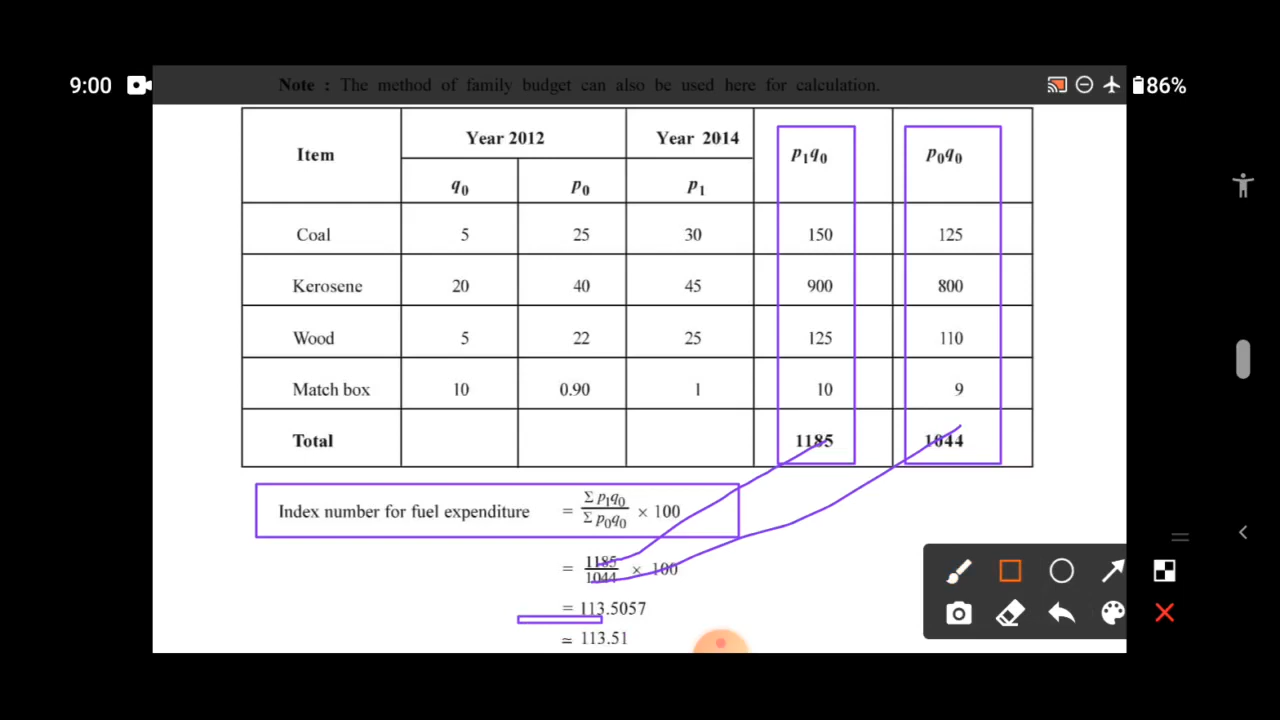 9:00
86%
Note : The method of family budget can also be used here for calculation.
Item Year 2012 Year 2014 p₁q₀ p₀q₀
q₀ p₀ p₁
Coal 5 25 30 150 125
Kerosene 20 40 45 900 800
Wood 5 22 25 125 110
Match box 10 0.90 1 10 9
Total 1185 1044
Index number for fuel expenditure = Σ p₁q₀ / Σ p₀q₀ × 100
= 1185 / 1044 × 100
= 113.5057
≃ 113.51